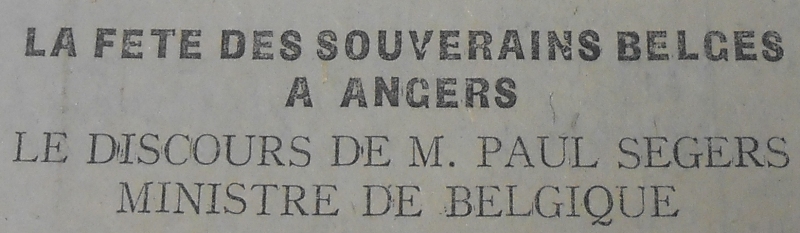 LA FETE DES SOUVERAINS BELGES
A ANGERS
LE DISCOURS DE M. PAUL SEGERS
MINISTRE DE BELGIQUE